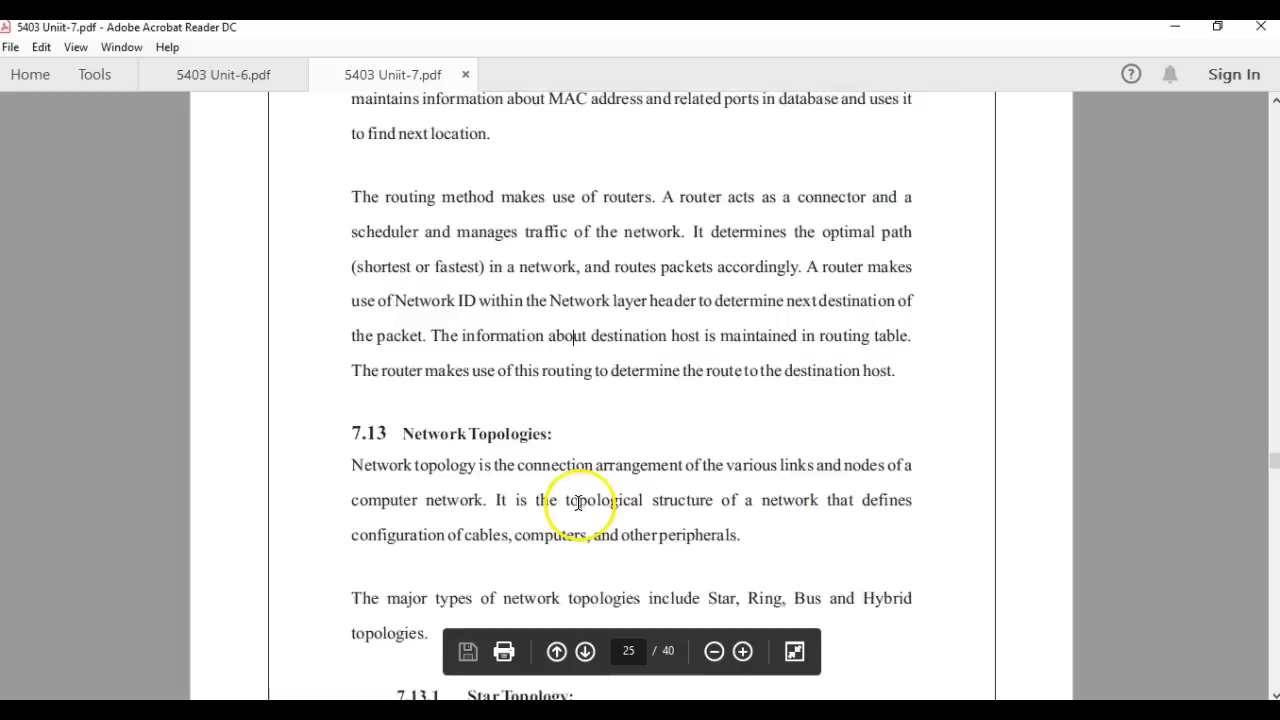 5403 Uniit-7.pdf - Adobe Acrobat Reader DC
File Edit View Window Help
Home Tools 5403 Unit-6.pdf 5403 Uniit-7.pdf × ? Sign In
maintains information about MAC address and related ports in database and uses it
to find next location.
The routing method makes use of routers. A router acts as a connector and a
scheduler and manages traffic of the network. It determines the optimal path
(shortest or fastest) in a network, and routes packets accordingly. A router makes
use of Network ID within the Network layer header to determine next destination of
the packet. The information about destination host is maintained in routing table.
The router makes use of this routing to determine the route to the destination host.
7.13 Network Topologies:
Network topology is the connection arrangement of the various links and nodes of a
computer network. It is the topological structure of a network that defines
configuration of cables, computers, and other peripherals.
The major types of network topologies include Star, Ring, Bus and Hybrid
topologies.
25 / 40
7.13.1 Star Topology: